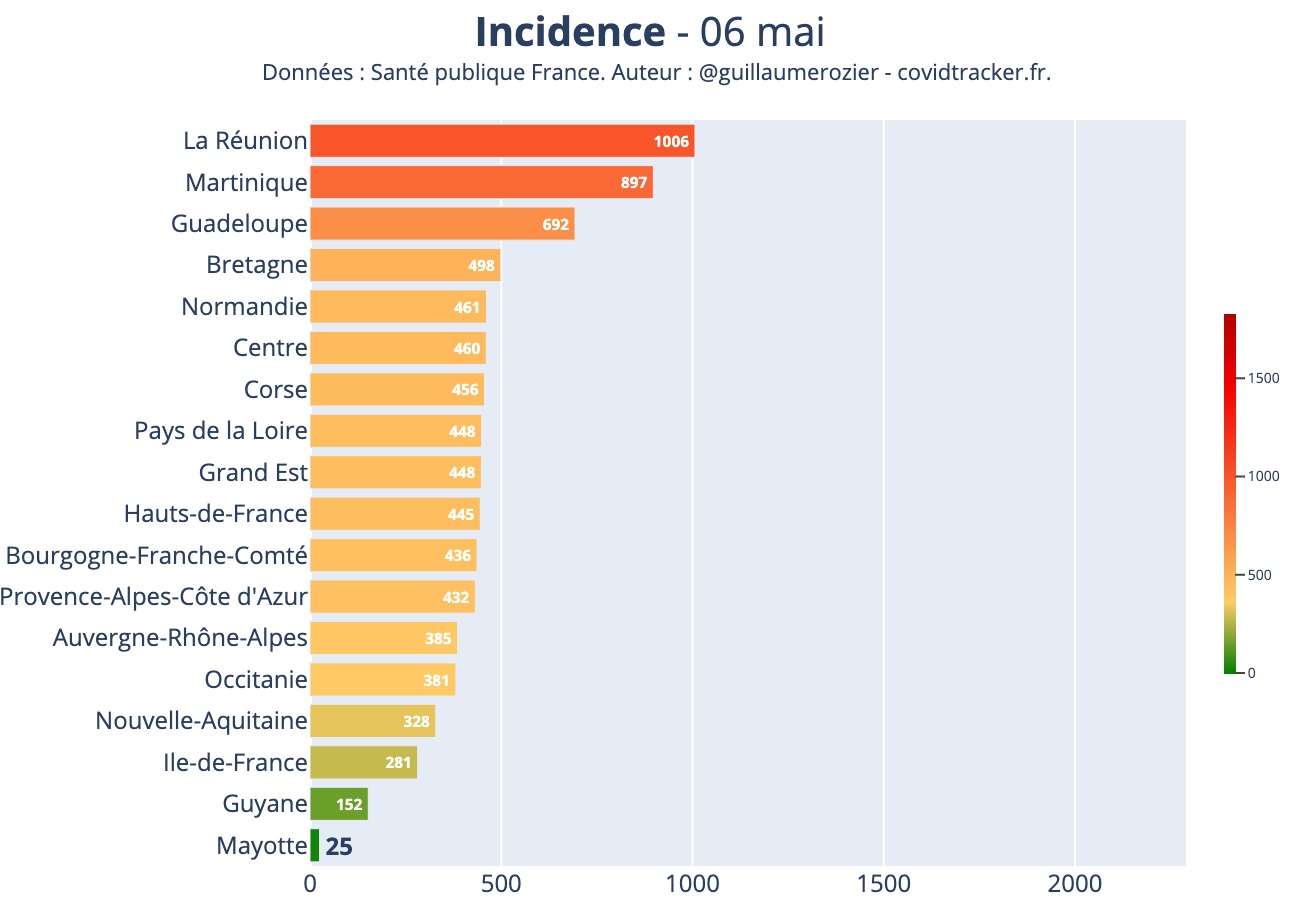 Incidence - 06 mai
Données : Santé publique France. Auteur : @guillaumerozier - covidtracker.fr.
La Réunion 1006
Martinique 897
Guadeloupe 692
Bretagne 498
Normandie 461
Centre 460
Corse 456
Pays de la Loire 448
Grand Est 448
Hauts-de-France 445
Bourgogne-Franche-Comté 436
Provence-Alpes-Côte d'Azur 432
Auvergne-Rhône-Alpes 385
Occitanie 381
Nouvelle-Aquitaine 328
Ile-de-France 281
Guyane 152
Mayotte 25
0 500 1000 1500 2000
1500
1000
500
0